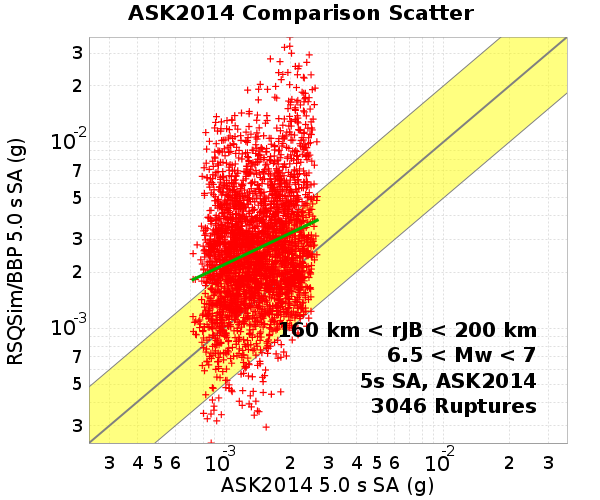 ASK2014 Comparison Scatter
RSQSim/BBP 5.0 s SA (g)
3
2
10-2
7
5
3
2
10-3
7
5
3
160 km < rJB < 200 km
6.5 < Mw < 7
5s SA, ASK2014
3046 Ruptures
3 4 5 6 10-3 2 3 4 5 6 10-2 2 3
ASK2014 5.0 s SA (g)